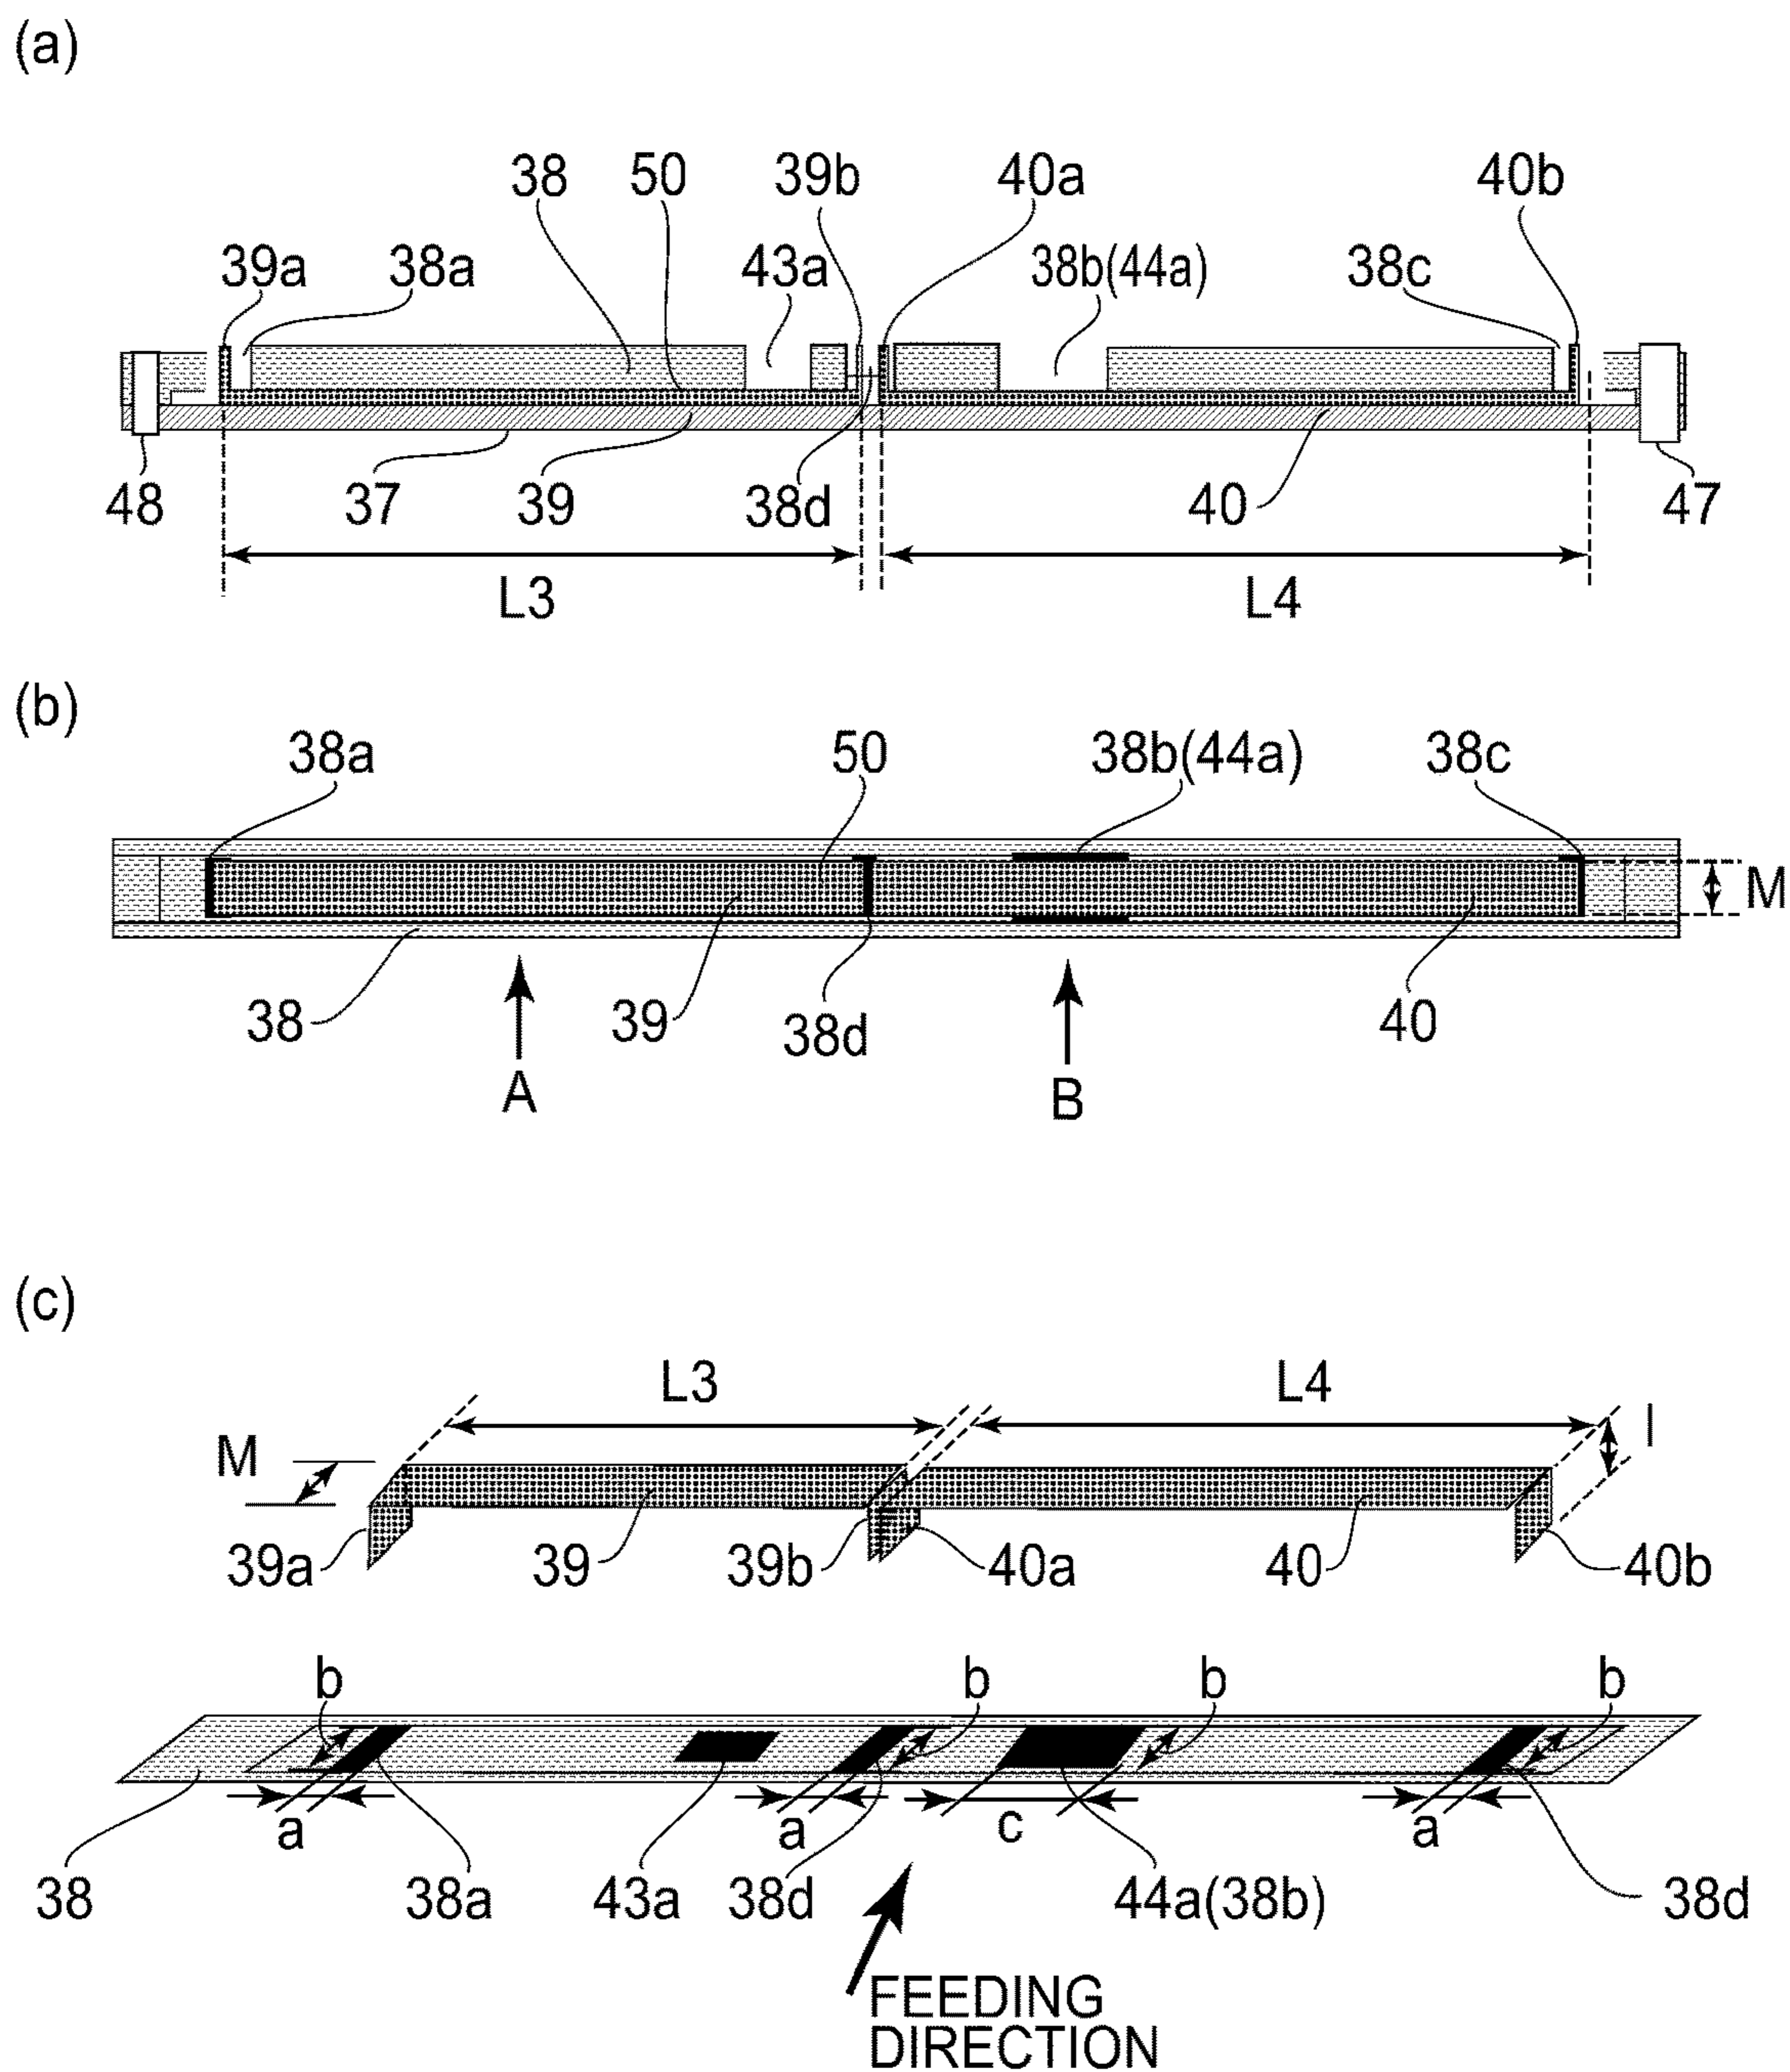 (a)
38 50 39b 40a 40b
39a 38a 43a 38b(44a) 38c
48 37 39 38d 40 47
L3 L4
(b)
38a 50 38b(44a) 38c
M
38 39 38d 40
A B
(c)
L3 L4
M l
39a 39 39b 40a 40 40b
b b b b
a a c a
38 38a 43a 38d 44a(38b) 38d
FEEDING
DIRECTION